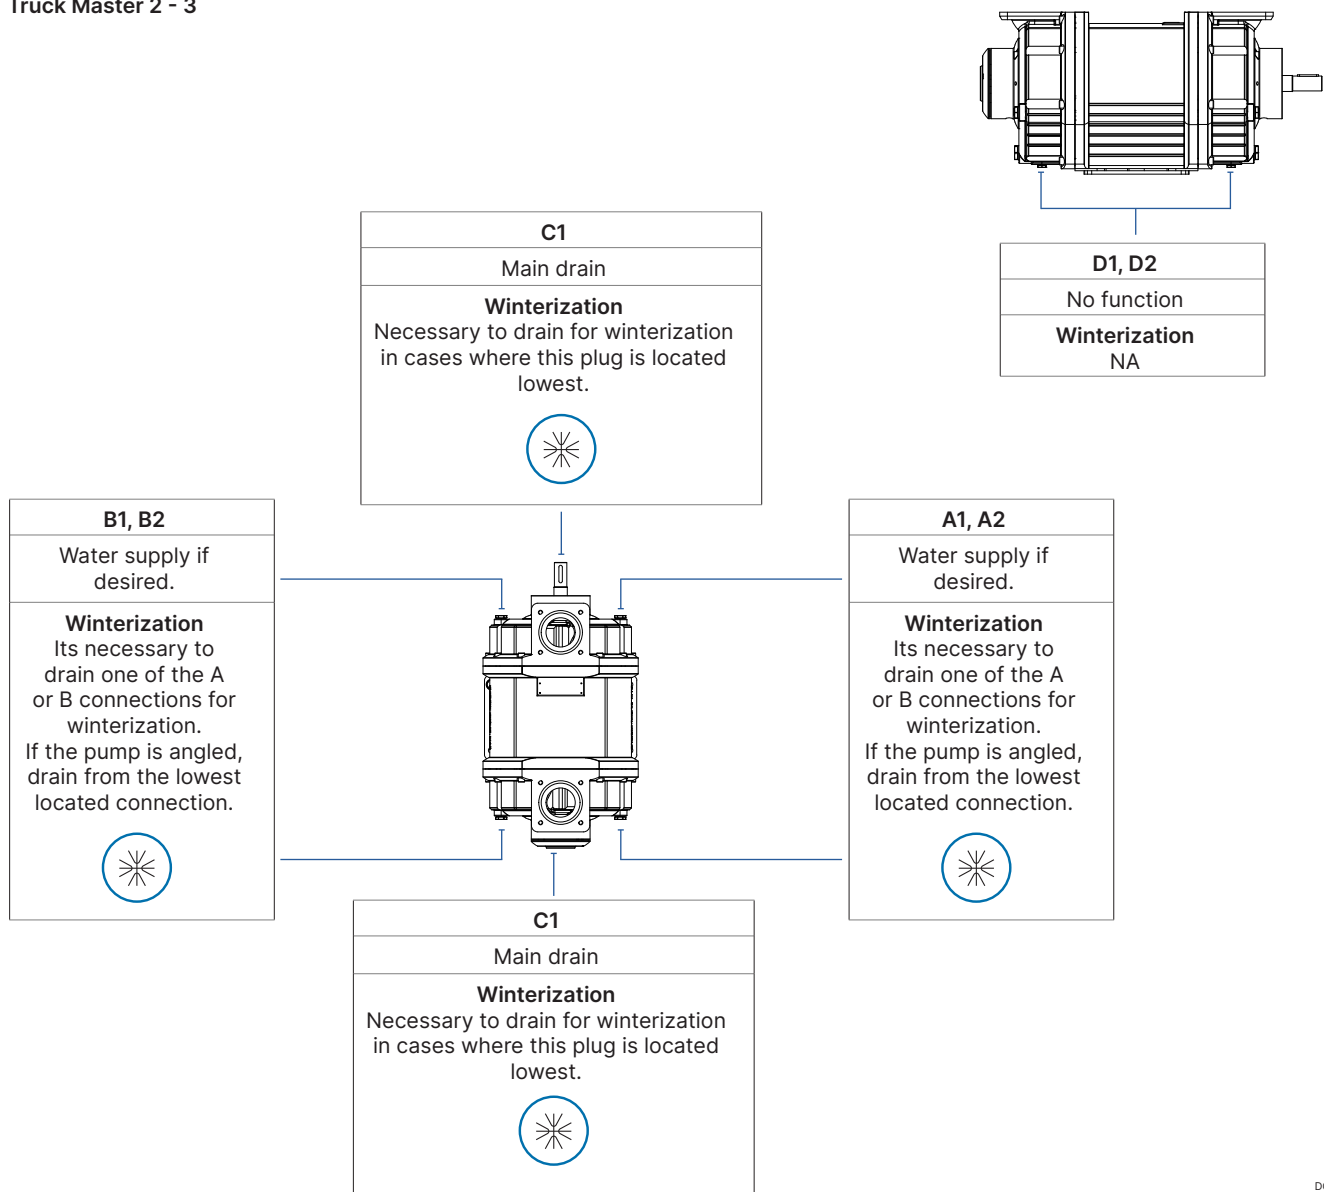 Truck Master 2 - 3
C1
Main drain
Winterization
Necessary to drain for winterization
in cases where this plug is located
lowest.
D1, D2
No function
Winterization
NA
B1, B2
Water supply if
desired.
Winterization
Its necessary to
drain one of the A
or B connections for
winterization.
If the pump is angled,
drain from the lowest
located connection.
A1, A2
Water supply if
desired.
Winterization
Its necessary to
drain one of the A
or B connections for
winterization.
If the pump is angled,
drain from the lowest
located connection.
C1
Main drain
Winterization
Necessary to drain for winterization
in cases where this plug is located
lowest.